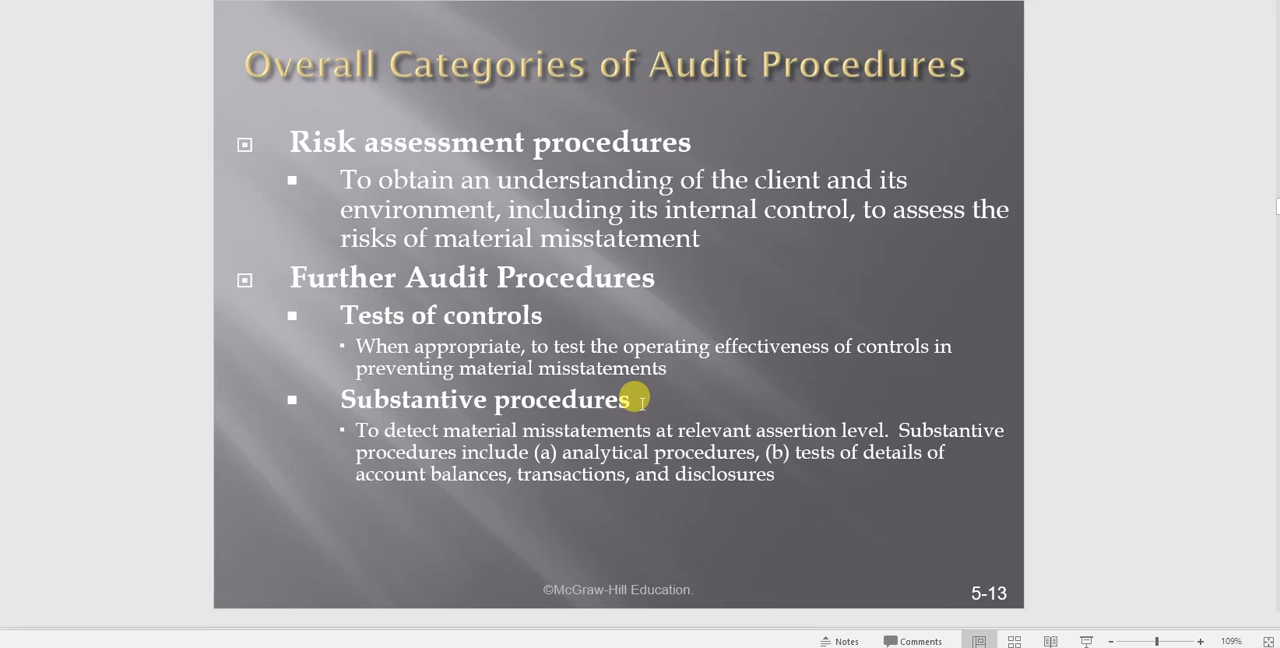 Overall Categories of Audit Procedures
Risk assessment procedures
To obtain an understanding of the client and its
environment, including its internal control, to assess the
risks of material misstatement
Further Audit Procedures
Tests of controls
When appropriate, to test the operating effectiveness of controls in
preventing material misstatements
Substantive procedures
To detect material misstatements at relevant assertion level.  Substantive
procedures include (a) analytical procedures, (b) tests of details of
account balances, transactions, and disclosures
©McGraw-Hill Education.
5-13
Notes
Comments
109%